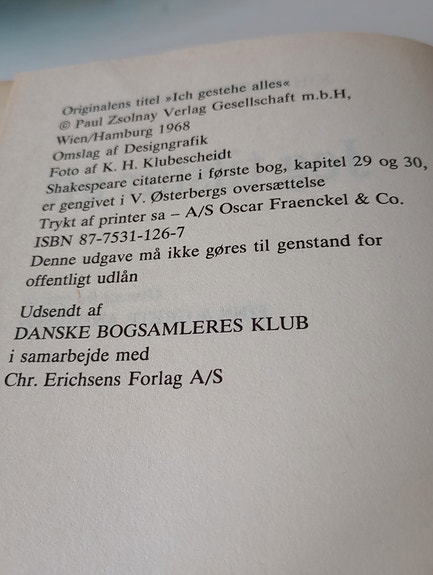 Originalens titel »Ich gestehe alles«
© Paul Zsolnay Verlag Gesellschaft m.b.H,
Wien/Hamburg 1968
Omslag af Designgrafik
Foto af K. H. Klubescheidt
Shakespeare citaterne i første bog, kapitel 29 og 30,
er gengivet i V. Østerbergs oversættelse
Trykt af printer sa – A/S Oscar Fraenckel & Co.
ISBN 87-7531-126-7
Denne udgave må ikke gøres til genstand for
offentligt udlån
Udsendt af
DANSKE BOGSAMLERES KLUB
i samarbejde med
Chr. Erichsens Forlag A/S